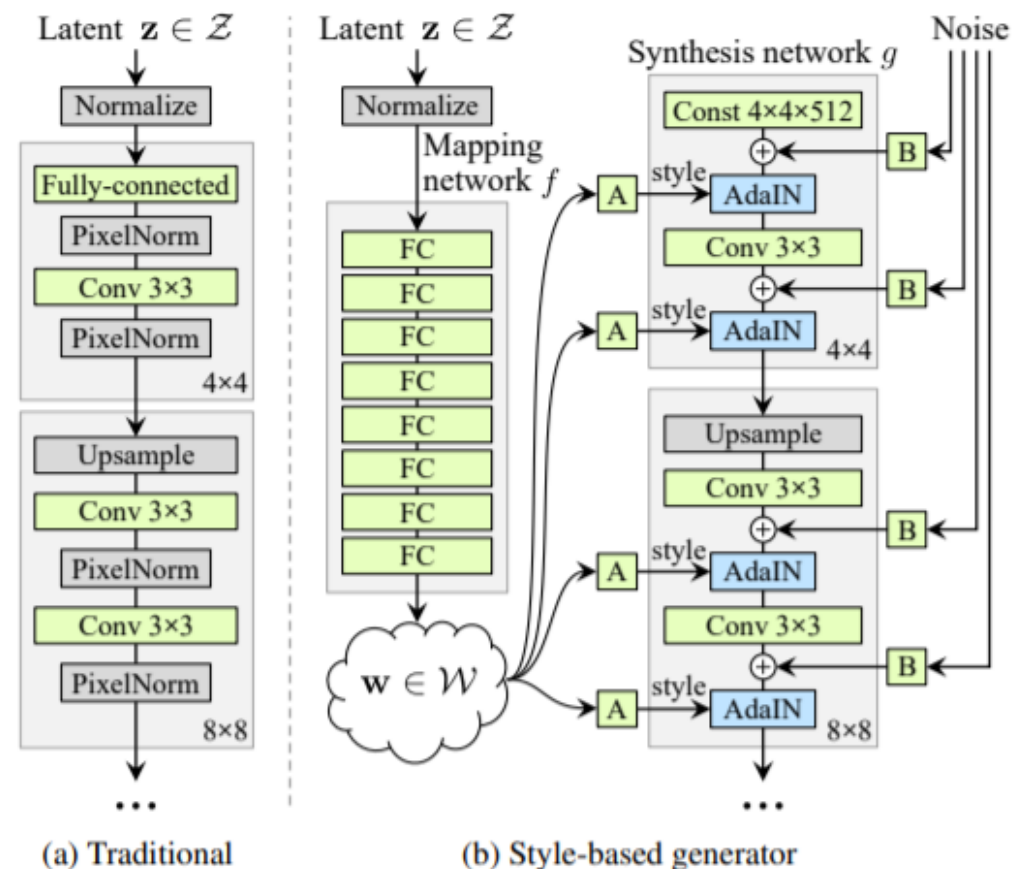 Latent z ∈ 𝒵
Normalize
Fully-connected
PixelNorm
Conv 3×3
PixelNorm
4×4
Upsample
Conv 3×3
PixelNorm
Conv 3×3
PixelNorm
8×8
...
(a) Traditional
Latent z ∈ 𝒵
Normalize
Mapping
network f
FC
FC
FC
FC
FC
FC
FC
FC
w ∈ 𝒲
Noise
Synthesis network g
Const 4×4×512
+
B
A
style
AdaIN
Conv 3×3
+
B
A
style
AdaIN
4×4
Upsample
Conv 3×3
+
B
A
style
AdaIN
Conv 3×3
+
B
A
style
AdaIN
8×8
...
(b) Style-based generator